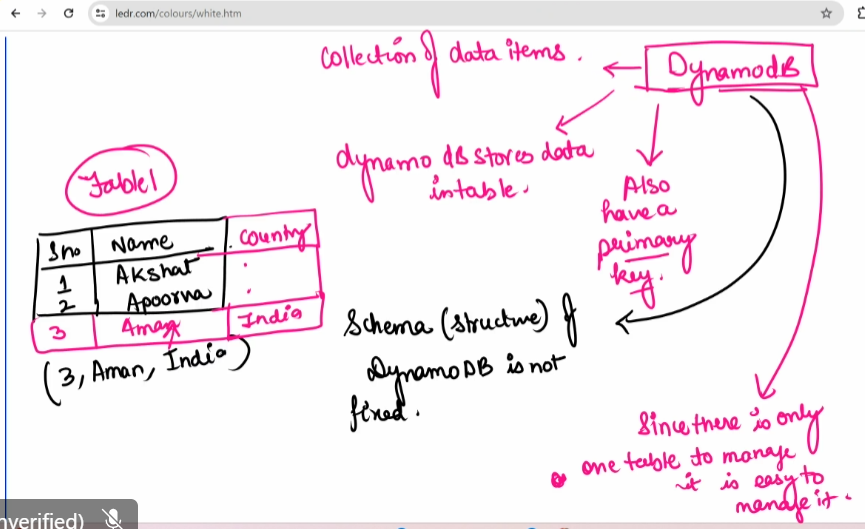 ledr.com/colours/white.htm
collection of data items.
DynamodB
dynamo dB stores data
in table.
Also
have a
primary
key.
Table1
Sno Name Country
1 Akshat .
2 Apoorva .
3 Aman India
(3, Aman, India)
Schema (structure) of
DynamoDB is not
fixed.
Since there is only
one table to manage
it is easy to
manage it.
nverified)